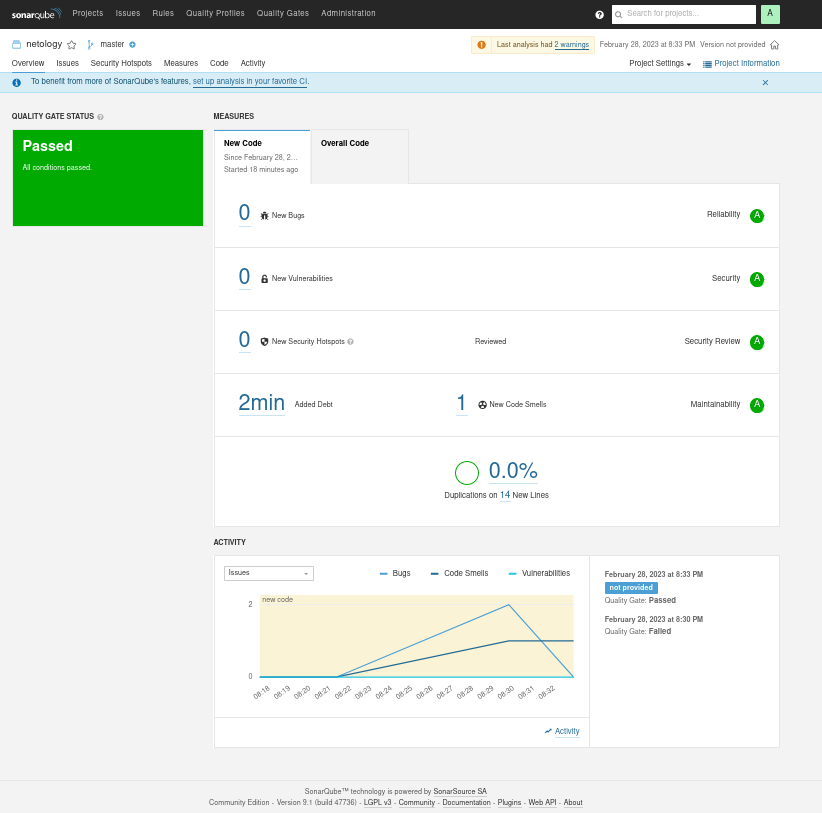 sonarqube Projects Issues Rules Quality Profiles Quality Gates Administration ? Search for projects... A
netology master ! Last analysis had 2 warnings February 28, 2023 at 8:33 PM Version not provided
Overview Issues Security Hotspots Measures Code Activity Project Settings Project Information
To benefit from more of SonarQube's features, set up analysis in your favorite CI.
QUALITY GATE STATUS ?
Passed
All conditions passed.
MEASURES
New Code
Since February 28, 2...
Started 18 minutes ago
Overall Code
0 New Bugs Reliability A
0 New Vulnerabilities Security A
0 New Security Hotspots ? Reviewed Security Review A
2min Added Debt 1 New Code Smells Maintainability A
0.0%
Duplications on 14 New Lines
ACTIVITY
Issues Bugs Code Smells Vulnerabilities
new code
2
0
08:18 08:19 08:20 08:21 08:22 08:23 08:24 08:25 08:26 08:27 08:28 08:29 08:30 08:31 08:32
Activity
February 28, 2023 at 8:33 PM
not provided
Quality Gate: Passed
February 28, 2023 at 8:30 PM
Quality Gate: Failed
SonarQube™ technology is powered by SonarSource SA
Community Edition - Version 9.1 (build 47736) - LGPL v3 - Community - Documentation - Plugins - Web API - About